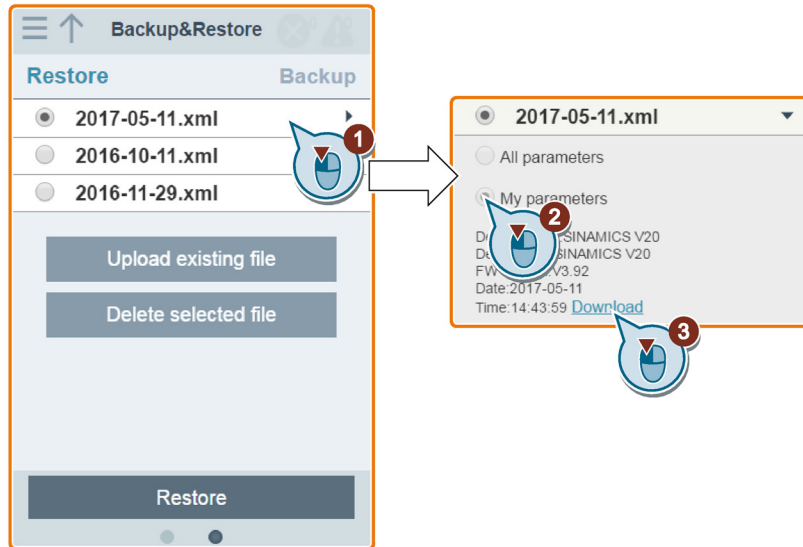 Backup&Restore
Restore Backup
2017-05-11.xml
2016-10-11.xml
2016-11-29.xml
Upload existing file
Delete selected file
Restore
1
2017-05-11.xml
All parameters
My parameters
2
SINAMICS V20
SINAMICS V20
FW V3.92
Date:2017-05-11
Time:14:43:59 Download
3